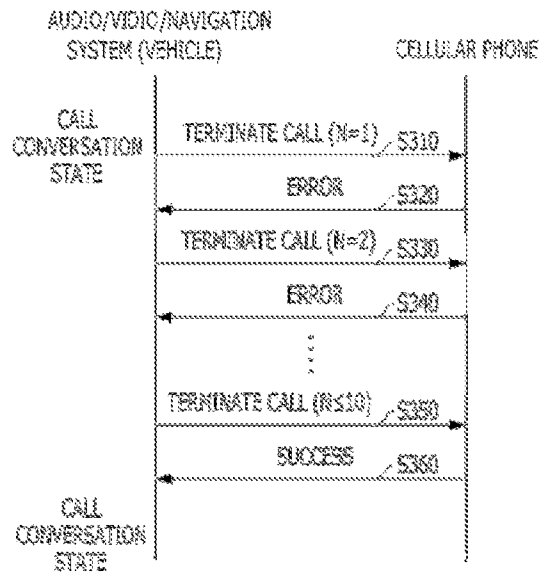 AUDIO/VIDIO/NAVIGATION
SYSTEM (VEHICLE)
CELLULAR PHONE
CALL
CONVERSATION
STATE
TERMINATE CALL (N=1)
S310
ERROR
S320
TERMINATE CALL (N=2)
S330
ERROR
S340
TERMINATE CALL (N≤10)
S350
SUCCESS
S360
CALL
CONVERSATION
STATE